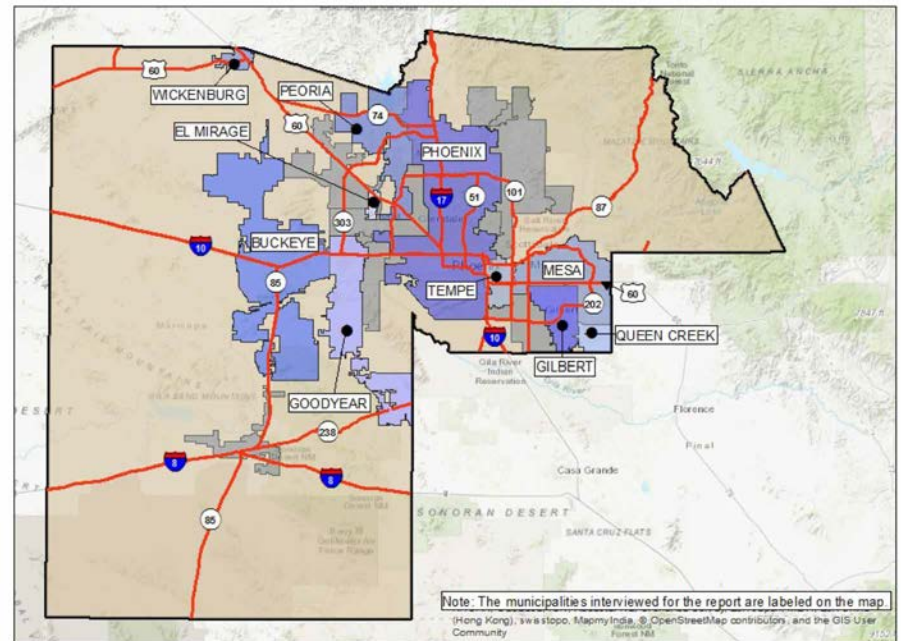 60
WICKENBURG
PEORIA
EL MIRAGE
60
74
PHOENIX
17
51
101
87
303
10
BUCKEYE
85
TEMPE
MESA
60
202
10
QUEEN CREEK
GILBERT
GOODYEAR
Gila River
Indian
Reservation
Florence
Pinal
238
8
8
Casa Grande
85
SONORAN DESERT
SANTA CRUZ FLATS
SIERRA ANCHA
Tonto
National
DESERT
Note: The municipalities interviewed for the report are labeled on the map.
(Hong Kong), swisstopo, MapmyIndia, © OpenStreetMap contributors, and the GIS User
Community